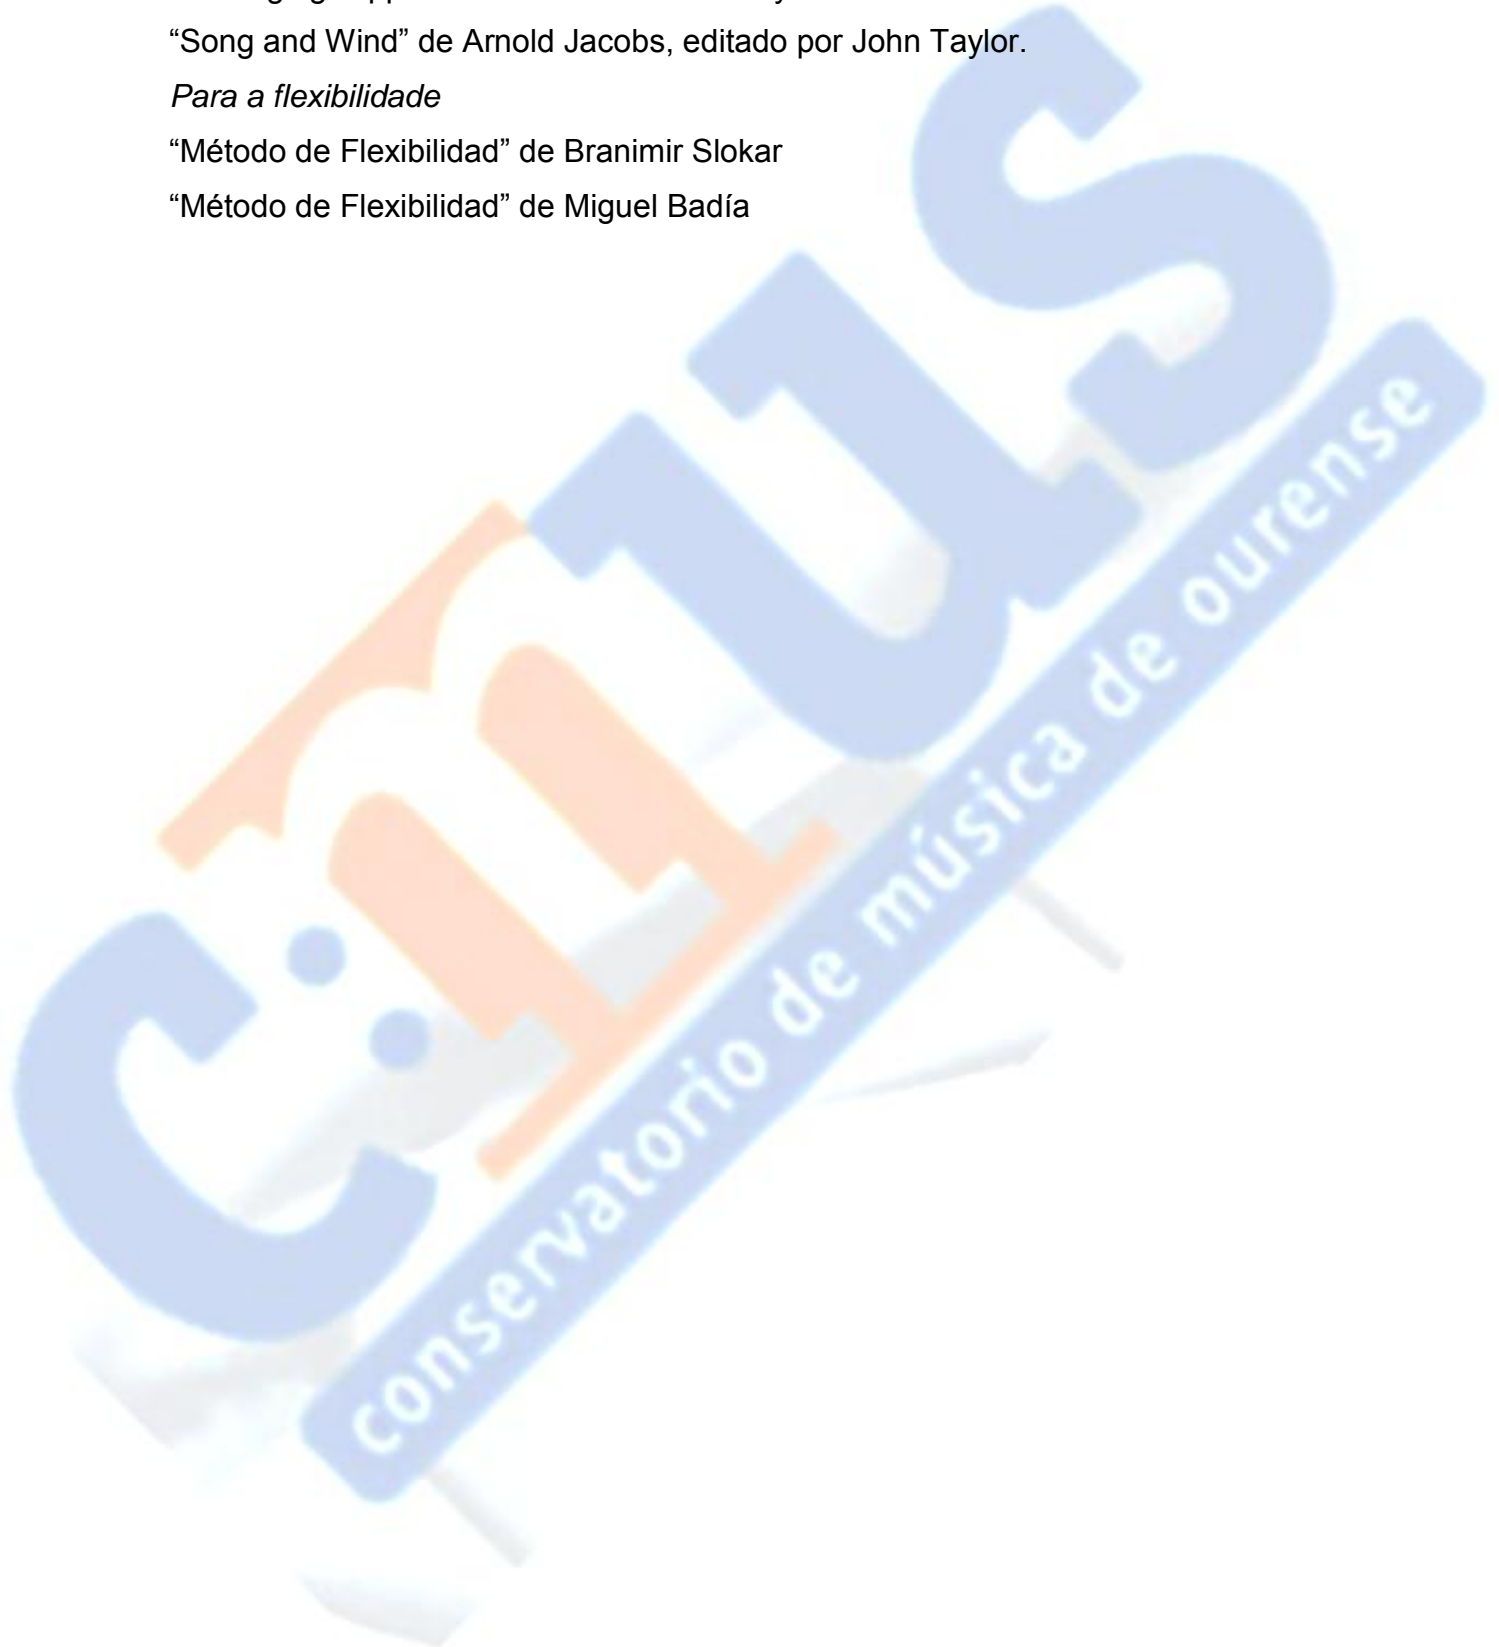 “Song and Wind” de Arnold Jacobs, editado por John Taylor.
Para a flexibilidade
“Método de Flexibilidad” de Branimir Slokar
“Método de Flexibilidad” de Miguel Badía
c:mus
conservatorio de música de ourense